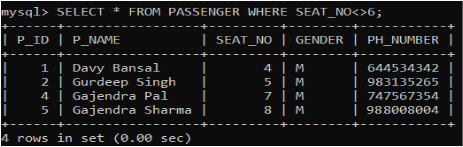 mysql> SELECT * FROM PASSENGER WHERE SEAT_NO<>6;
+------+-----------------+---------+--------+-----------+
| P_ID | P_NAME          | SEAT_NO | GENDER | PH_NUMBER |
+------+-----------------+---------+--------+-----------+
|    1 | Davy Bansal     |       4 | M      | 644534342 |
|    2 | Gurdeep Singh   |       5 | M      | 983135265 |
|    4 | Gajendra Pal    |       7 | M      | 747567354 |
|    5 | Gajendra Sharma |       8 | M      | 988008004 |
+------+-----------------+---------+--------+-----------+
4 rows in set (0.00 sec)